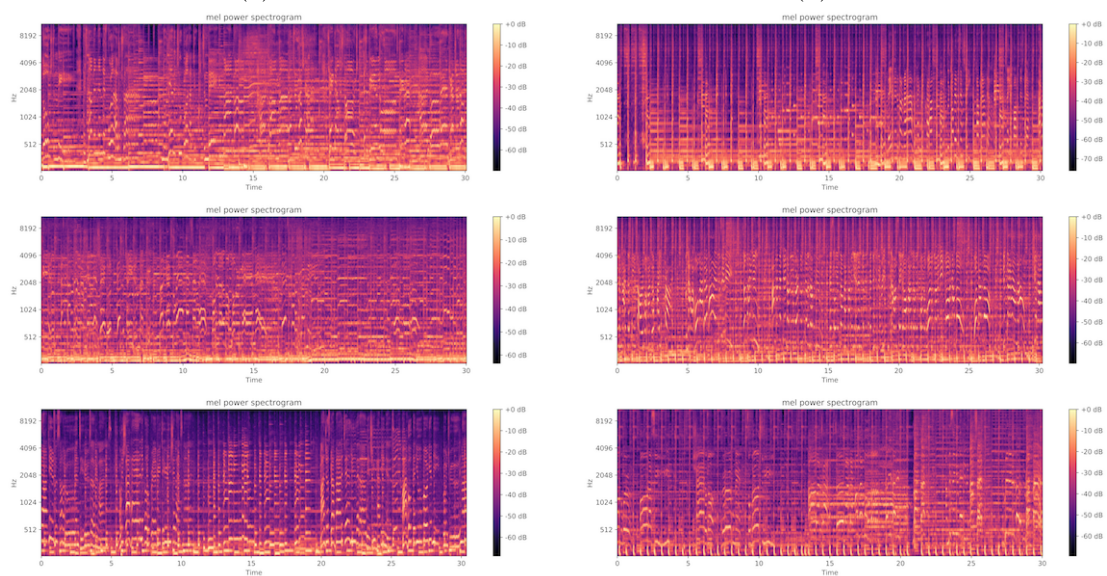 mel power spectrogram
8192
4096
2048
1024
512
Hz
0 5 10 15 20 25 30
Time
+0 dB
-10 dB
-20 dB
-30 dB
-40 dB
-50 dB
-60 dB
mel power spectrogram
8192
4096
2048
1024
512
Hz
0 5 10 15 20 25 30
Time
+0 dB
-10 dB
-20 dB
-30 dB
-40 dB
-50 dB
-60 dB
-70 dB
mel power spectrogram
8192
4096
2048
1024
512
Hz
0 5 10 15 20 25 30
Time
+0 dB
-10 dB
-20 dB
-30 dB
-40 dB
-50 dB
-60 dB
mel power spectrogram
8192
4096
2048
1024
512
Hz
0 5 10 15 20 25 30
Time
+0 dB
-10 dB
-20 dB
-30 dB
-40 dB
-50 dB
-60 dB
mel power spectrogram
8192
4096
2048
1024
512
Hz
0 5 10 15 20 25 30
Time
+0 dB
-10 dB
-20 dB
-30 dB
-40 dB
-50 dB
-60 dB
mel power spectrogram
8192
4096
2048
1024
512
Hz
0 5 10 15 20 25 30
Time
+0 dB
-10 dB
-20 dB
-30 dB
-40 dB
-50 dB
-60 dB